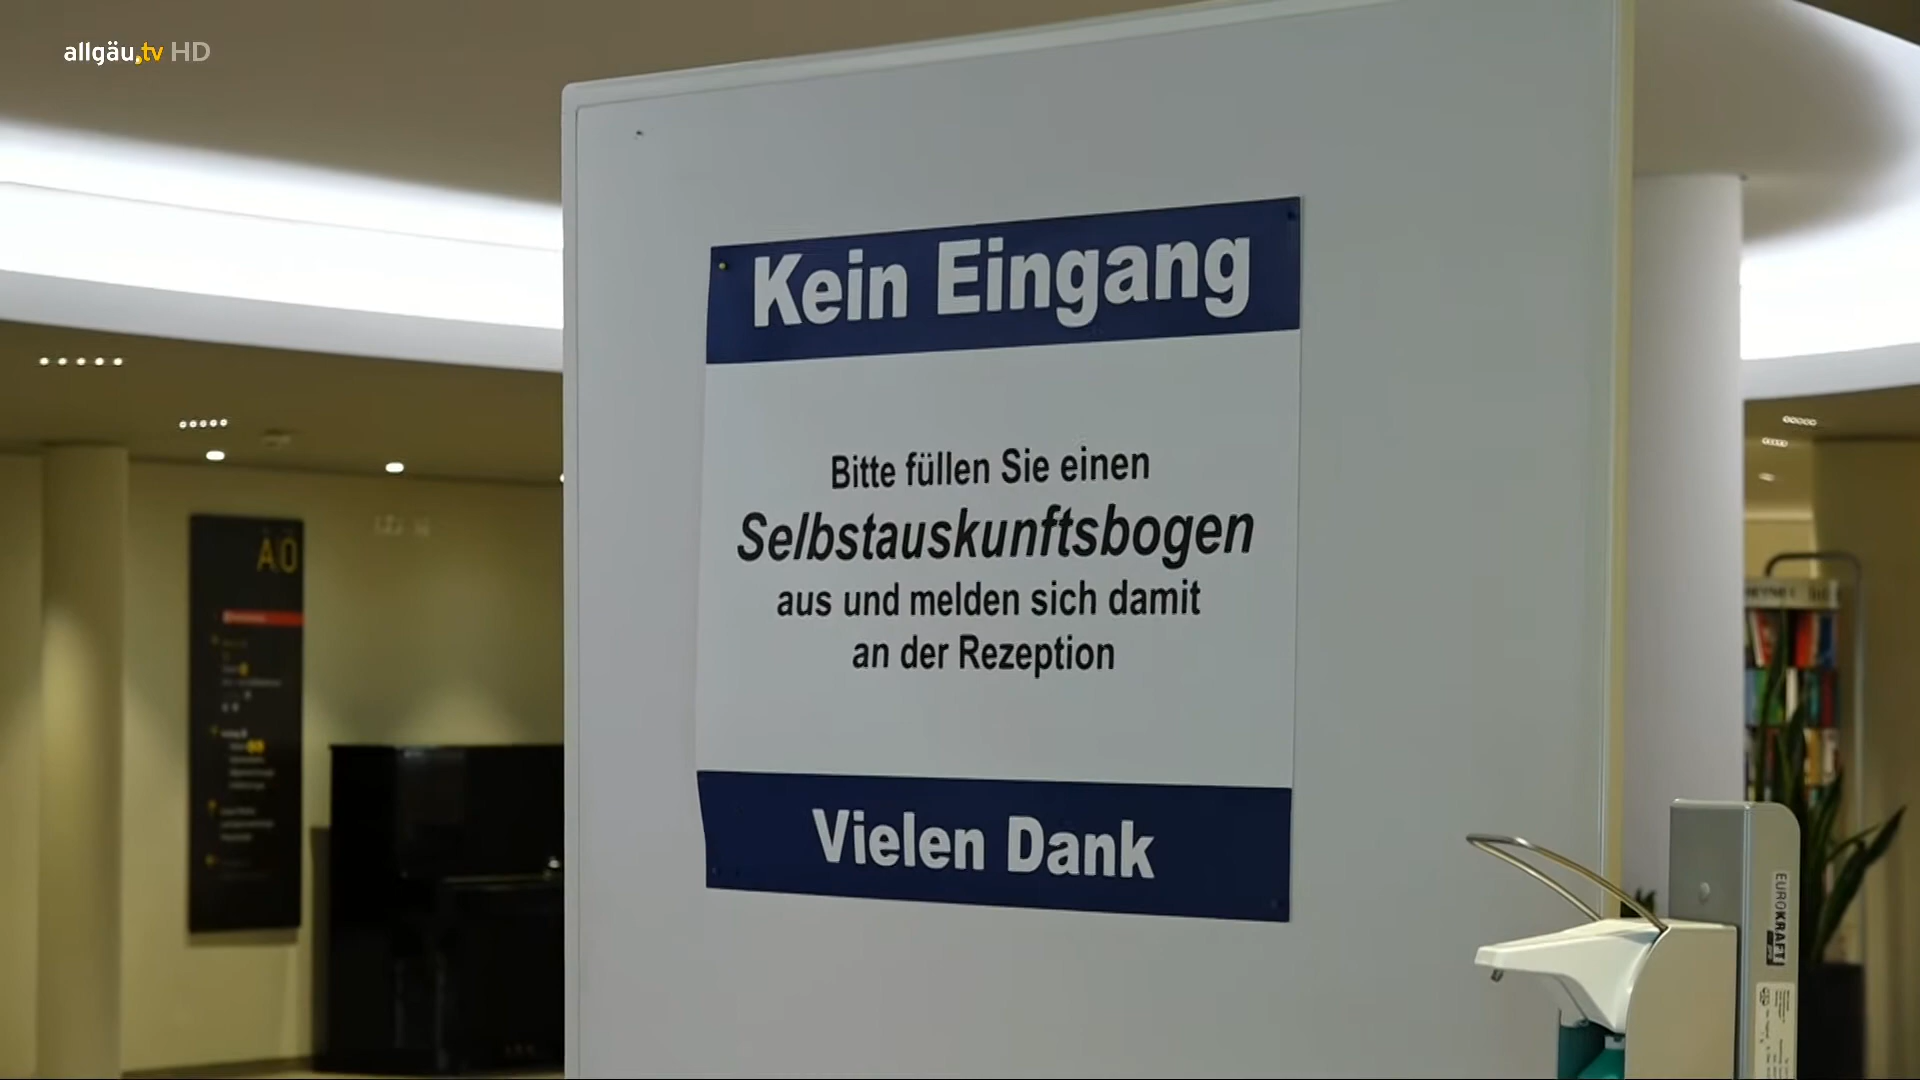 allgäu.tv HD
Kein Eingang
Bitte füllen Sie einen
Selbstauskunftsbogen
aus und melden sich damit
an der Rezeption
Vielen Dank
A0
EUROKRAFT